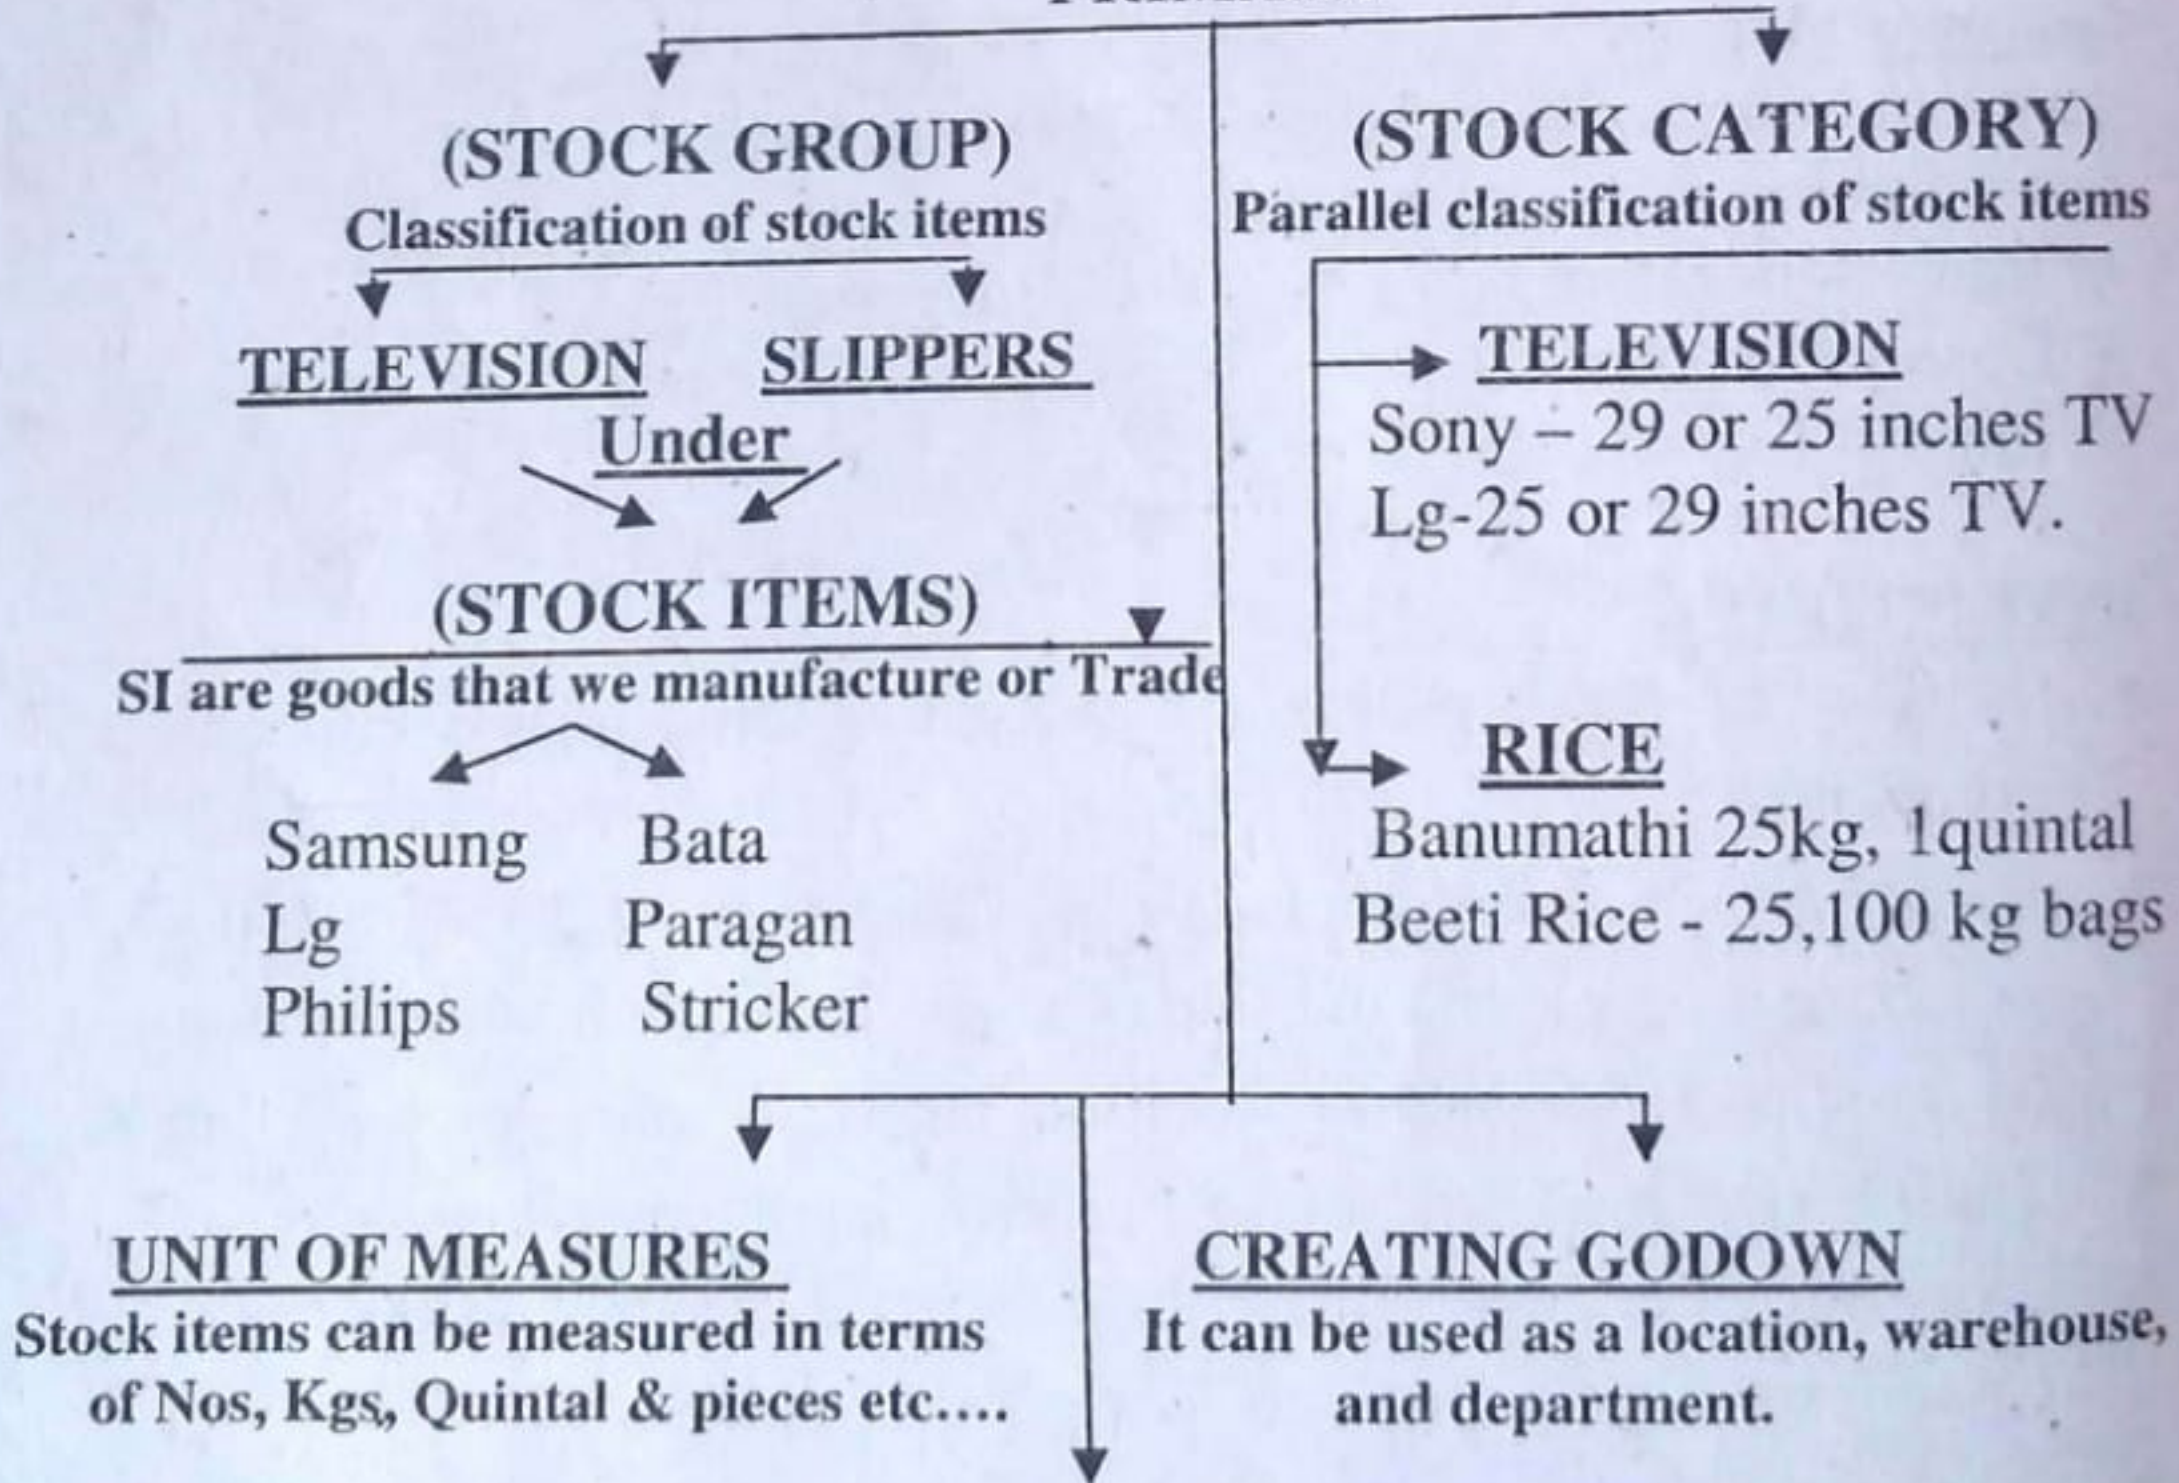 (STOCK GROUP)
Classification of stock items
TELEVISION SLIPPERS
Under
(STOCK ITEMS)
SI are goods that we manufacture or Trade
Samsung Bata
Lg Paragan
Philips Stricker
(STOCK CATEGORY)
Parallel classification of stock items
TELEVISION
Sony – 29 or 25 inches TV
Lg-25 or 29 inches TV.
RICE
Banumathi 25kg, 1quintal
Beeti Rice - 25,100 kg bags
UNIT OF MEASURES
Stock items can be measured in terms
of Nos, Kgs, Quintal & pieces etc....
CREATING GODOWN
It can be used as a location, warehouse,
and department.